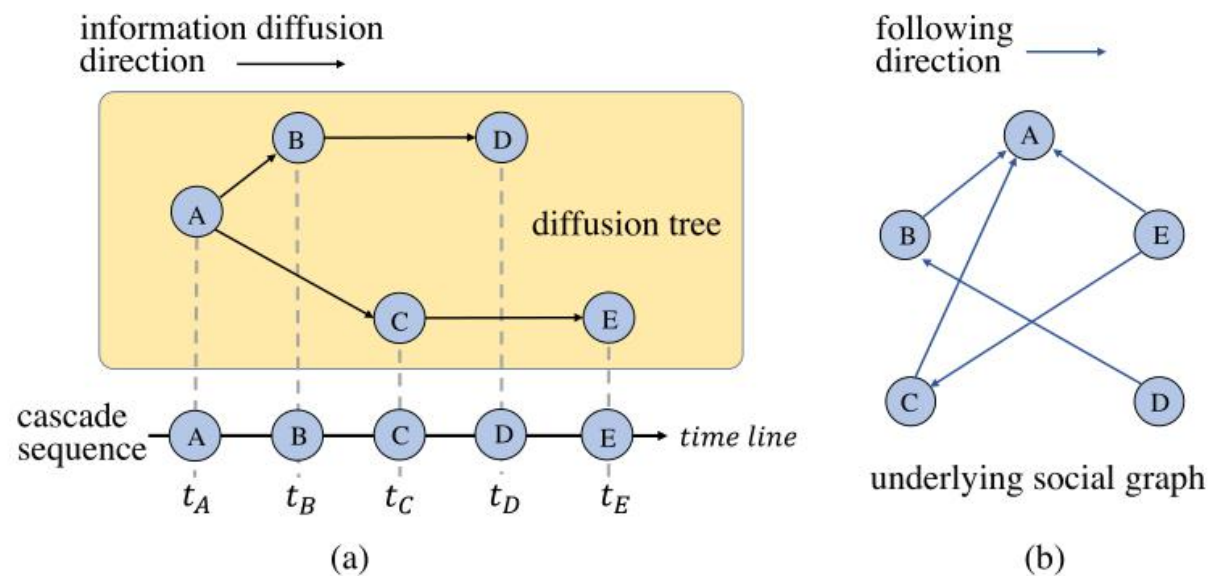 information diffusion
direction
B
D
A
diffusion tree
C
E
cascade
sequence
A
B
C
D
E
time line
t_A
t_B
t_C
t_D
t_E
(a)
following
direction
A
B
E
C
D
underlying social graph
(b)